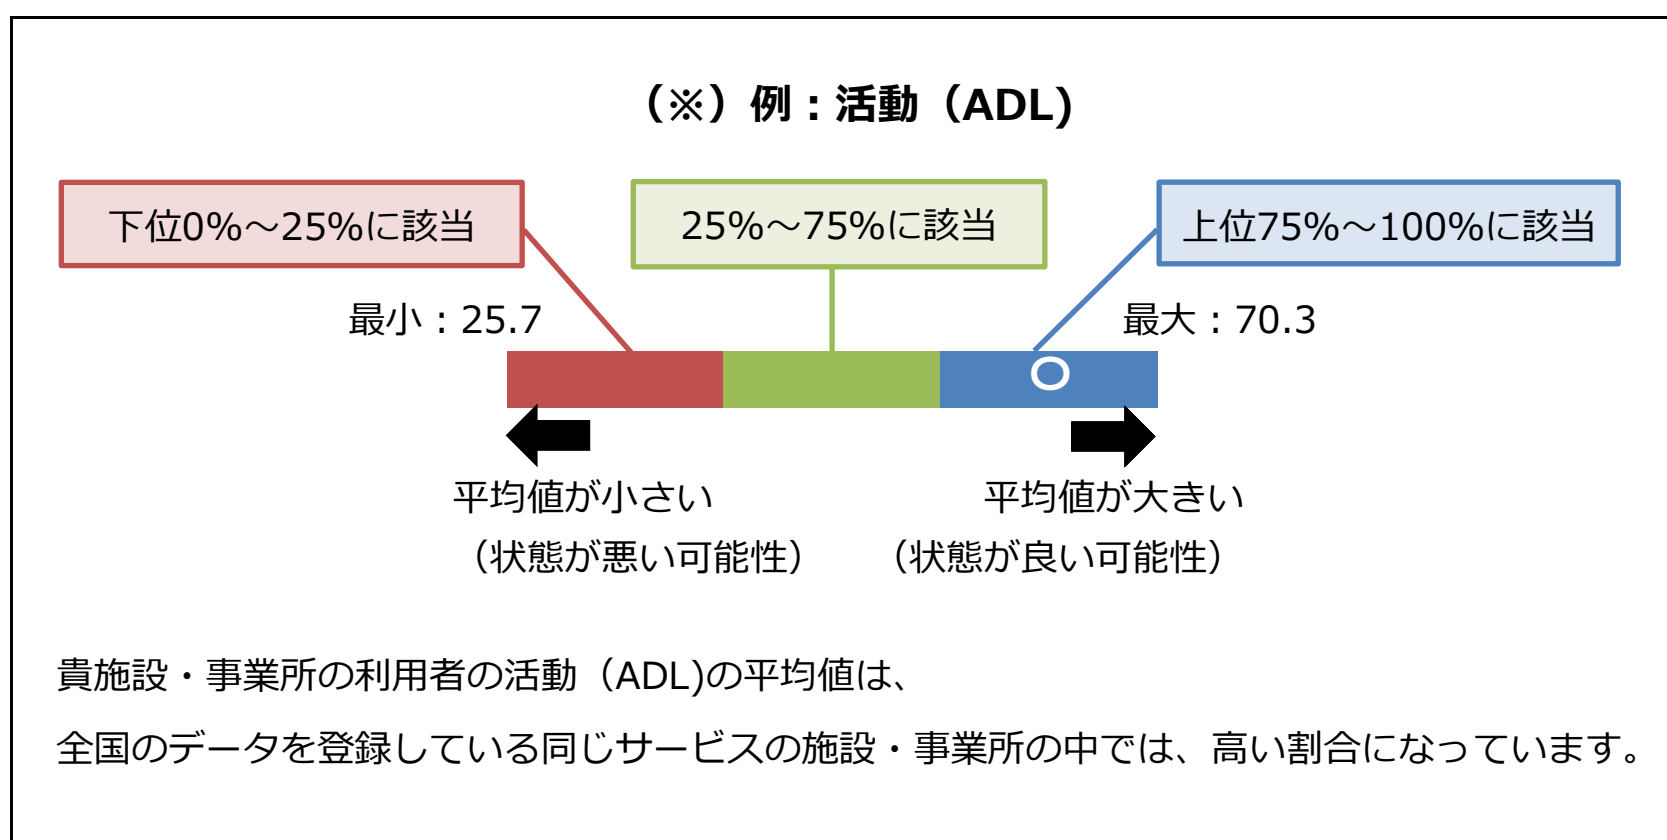 （※）例：活動（ADL)
下位0%～25%に該当
25%～75%に該当
上位75%～100%に該当
最小：25.7
最大：70.3
平均値が小さい
（状態が悪い可能性）
平均値が大きい
（状態が良い可能性）
貴施設・事業所の利用者の活動（ADL)の平均値は、
全国のデータを登録している同じサービスの施設・事業所の中では、高い割合になっています。